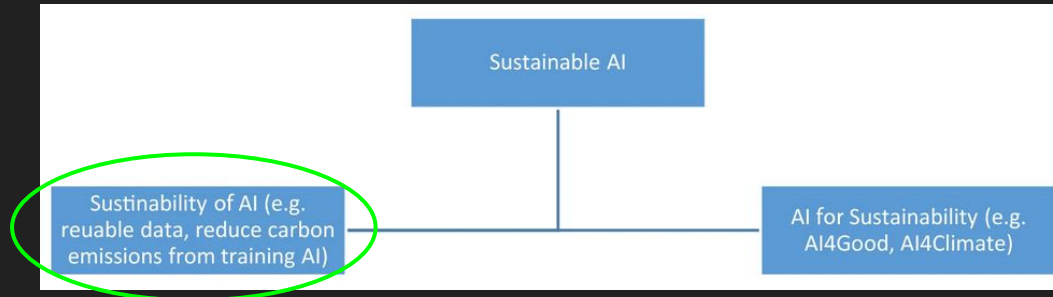 Sustainable AI
Sustinability of AI (e.g.
reuable data, reduce carbon
emissions from training AI)
AI for Sustainability (e.g.
AI4Good, AI4Climate)